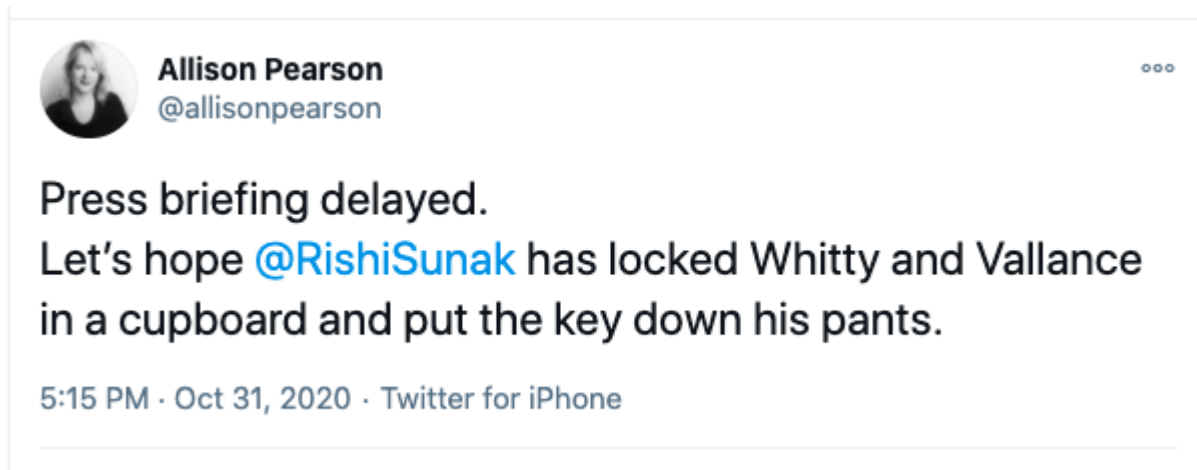 Allison Pearson
@allisonpearson
Press briefing delayed.
Let's hope @RishiSunak has locked Whitty and Vallance
in a cupboard and put the key down his pants.
5:15 PM · Oct 31, 2020 · Twitter for iPhone